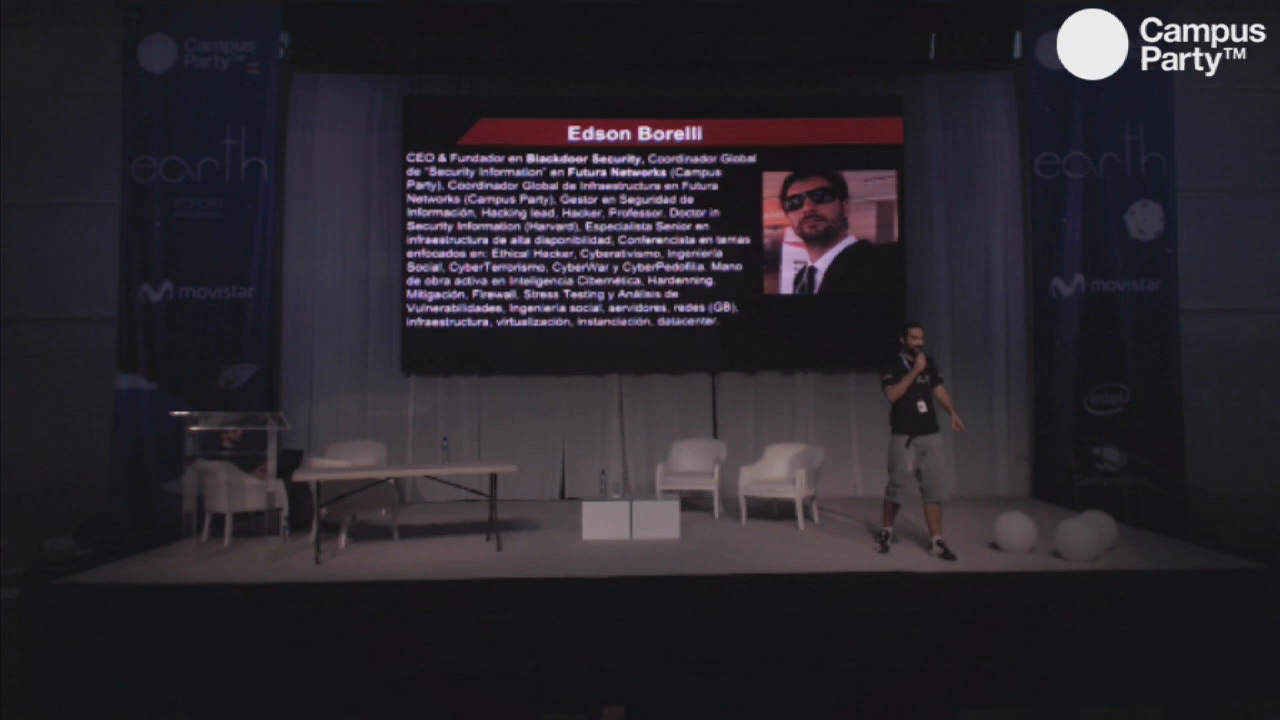 Campus
Party™
Campus
Party™
earth
movistar
Edson Borelli
CEO & Fundador en Blackdoor Security, Coordinador Global
de "Security Information" en Futura Networks (Campus
Party), Coordinador Global de Infraestructura en Futura
Networks (Campus Party), Gestor en Seguridad de
Información, Hacking lead, Hacker, Professor, Doctor in
Security Information (Harvard), Especialista Senior en
infraestructura de alta disponibilidad, Conferencista en temas
enfocados en: Ethical Hacker, Cyberativismo, Ingeniería
Social, CyberTerrorismo, CyberWar y CyberPedofilia. Mano
de obra activa en Inteligencia Cibernética, Hardenning,
Mitigación, Firewall, Stress Testing y Análisis de
Vulnerabilidades, Ingeniería social, servidores, redes (GB),
infraestructura, virtualización, instanciación, datacenter.
earth
movistar
intel